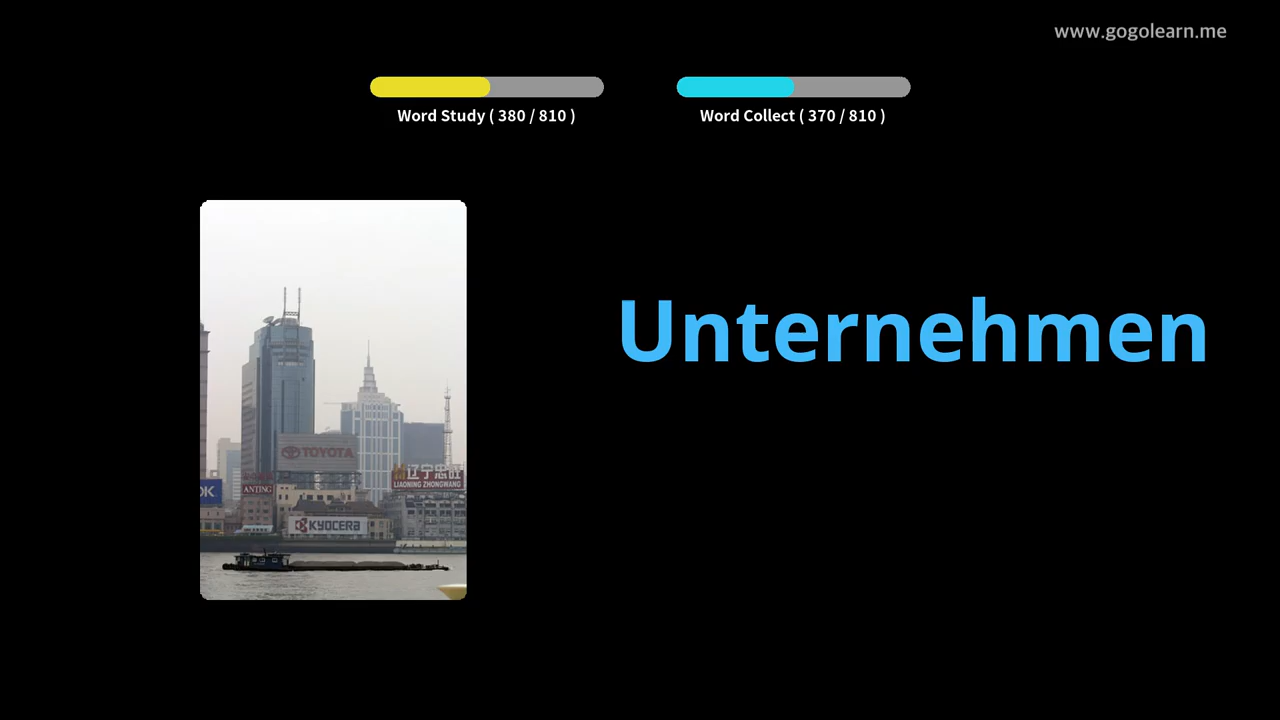 www.gogolearn.me
Word Study ( 380 / 810 )
Word Collect ( 370 / 810 )
Unternehmen
TOYOTA
辽宁忠旺
LIAONING ZHONGWANG
OK
ANTING
KYOCERA